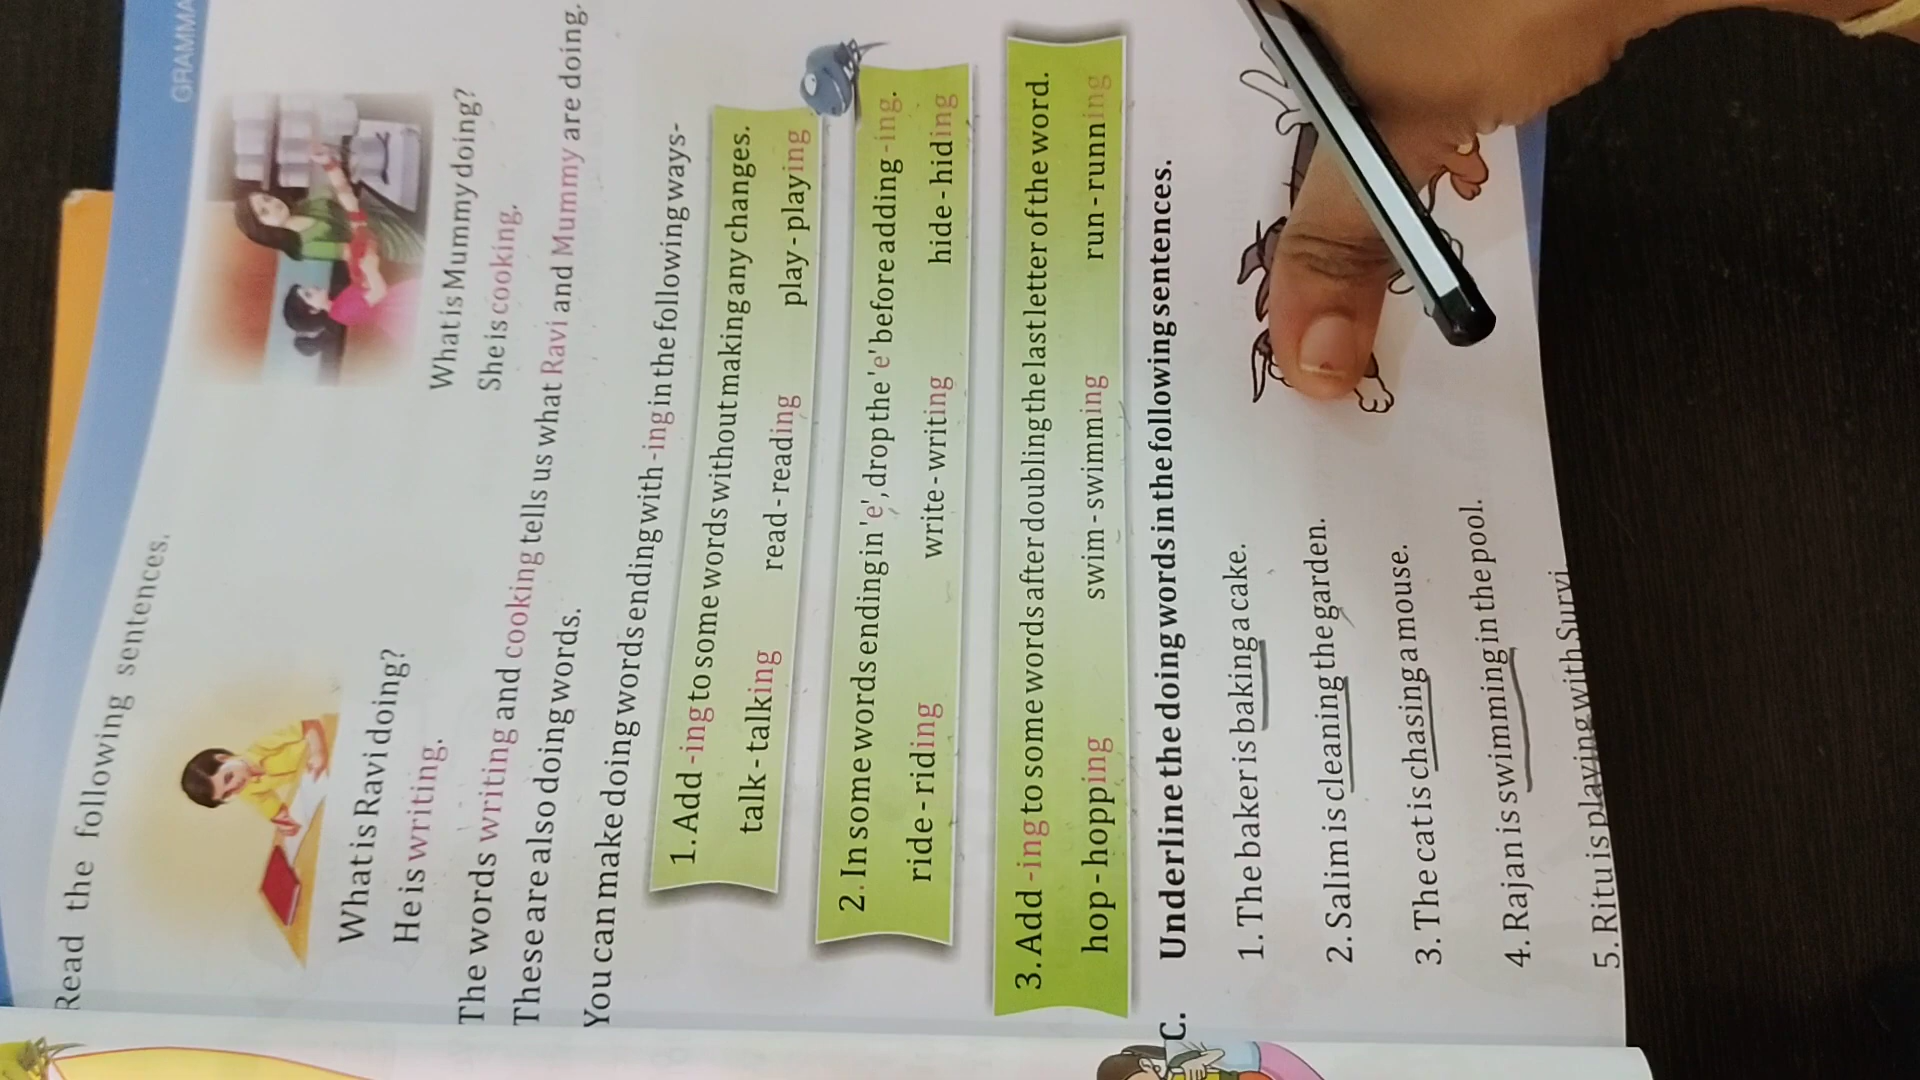 GRAMMA
Read the following sentences.
What is Ravi doing?
He is writing.
What is Mummy doing?
She is cooking.
The words writing and cooking tells us what Ravi and Mummy are doing.
These are also doing words.
You can make doing words ending with -ing in the following ways-
1. Add -ing to some words without making any changes.
talk - talking read - reading play - playing
2. In some words ending in 'e', drop the 'e' before adding -ing.
ride - riding write - writing hide - hiding
3. Add -ing to some words after doubling the last letter of the word.
hop - hopping swim - swimming run - running
C. Underline the doing words in the following sentences.
1. The baker is baking a cake.
2. Salim is cleaning the garden.
3. The cat is chasing a mouse.
4. Rajan is swimming in the pool.
5. Ritu is playing with Survi